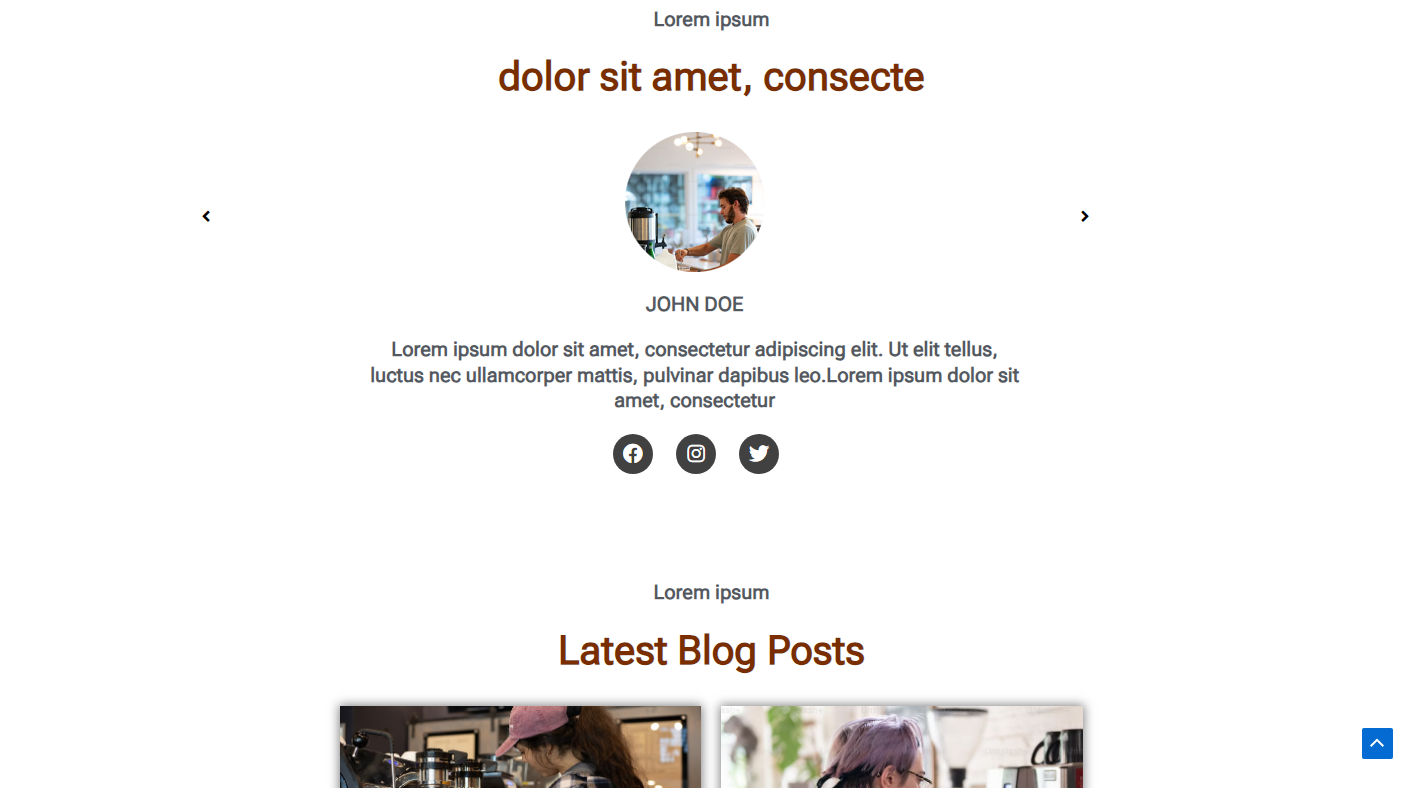 Lorem ipsum
dolor sit amet, consecte
JOHN DOE
Lorem ipsum dolor sit amet, consectetur adipiscing elit. Ut elit tellus,
luctus nec ullamcorper mattis, pulvinar dapibus leo.Lorem ipsum dolor sit
amet, consectetur
Lorem ipsum
Latest Blog Posts